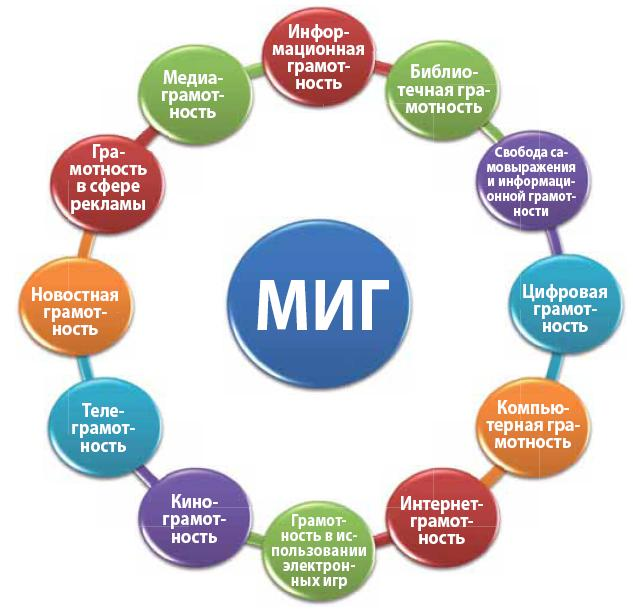 Инфор-
мационная
грамот-
ность
Библио-
течная гра-
мотность
Свобода са-
мовыражения
и информаци-
онной грамот-
ности
Цифровая
грамот-
ность
Компью-
терная гра-
мотность
Интернет-
грамот-
ность
Грамот-
ность в ис-
пользовании
электрон-
ных игр
Кино-
грамот-
ность
Теле-
грамот-
ность
Новостная
грамот-
ность
Гра-
мотность
в сфере
рекламы
Медиа-
грамот-
ность
МИГ